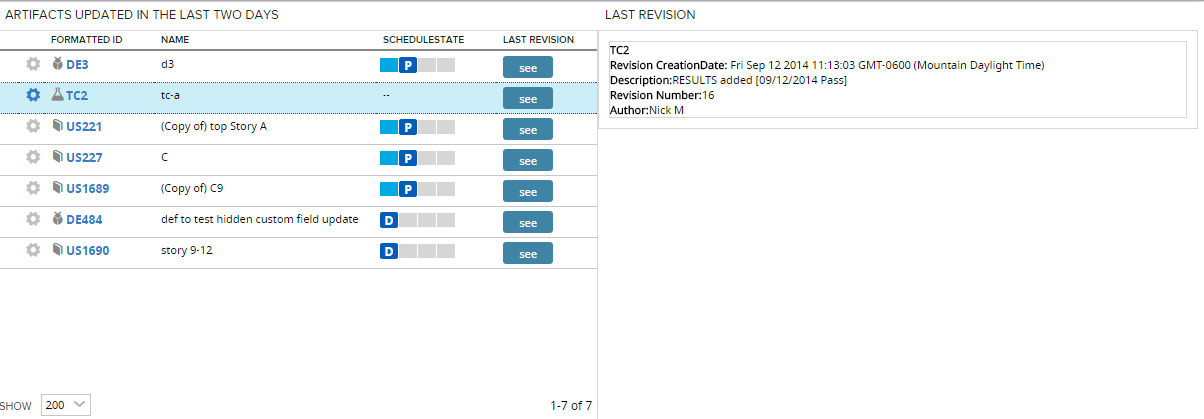 ARTIFACTS UPDATED IN THE LAST TWO DAYS
FORMATTED ID NAME SCHEDULESTATE LAST REVISION
DE3 d3 P see
TC2 tc-a -- see
US221 (Copy of) top Story A P see
US227 C P see
US1689 (Copy of) C9 P see
DE484 def to test hidden custom field update D see
US1690 story 9-12 D see
SHOW 200 1-7 of 7
LAST REVISION
TC2
Revision CreationDate: Fri Sep 12 2014 11:13:03 GMT-0600 (Mountain Daylight Time)
Description:RESULTS added [09/12/2014 Pass]
Revision Number:16
Author:Nick M